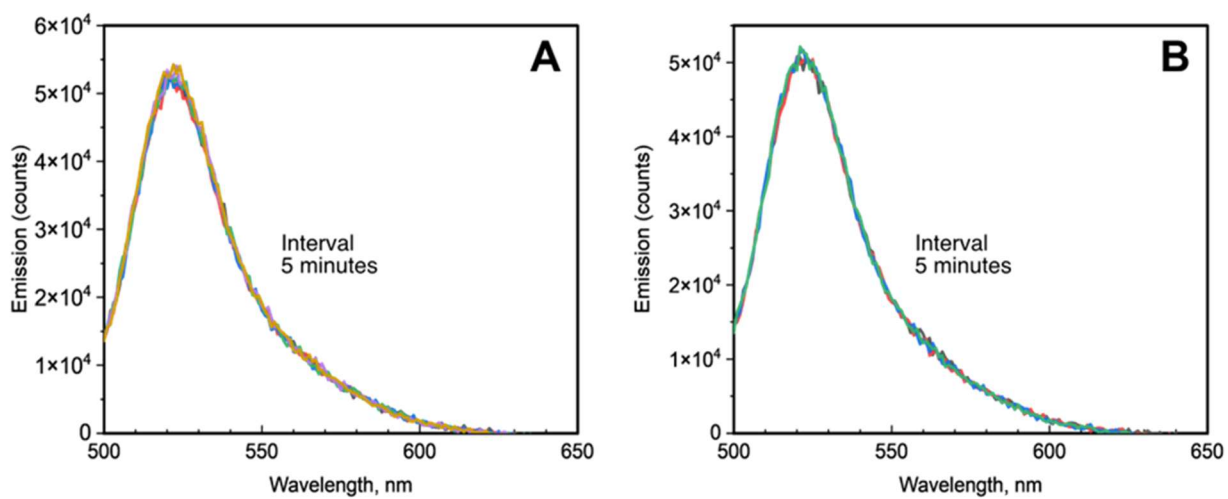 A
6×10⁴
5×10⁴
4×10⁴
3×10⁴
2×10⁴
1×10⁴
0
Emission (counts)
Interval
5 minutes
500
550
600
650
Wavelength, nm
B
5×10⁴
4×10⁴
3×10⁴
2×10⁴
1×10⁴
0
Emission (counts)
Interval
5 minutes
500
550
600
650
Wavelength, nm